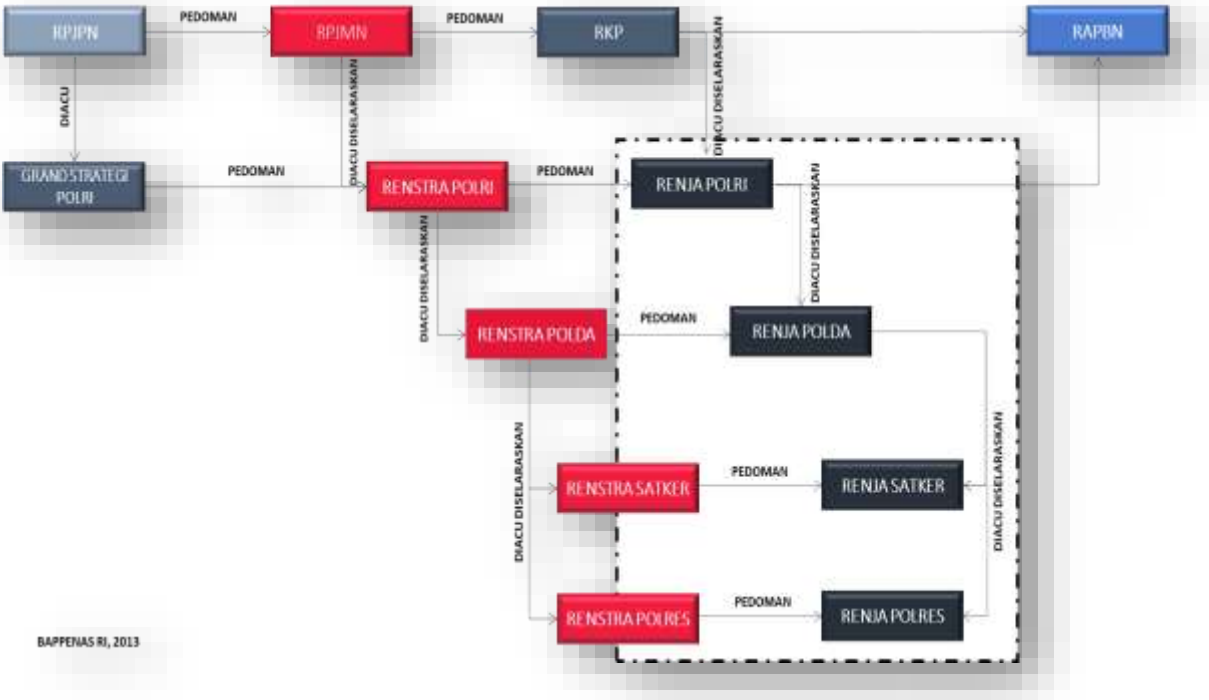 PEDOMAN
PEDOMAN
RPJPN
RPJMN
RKP
RAPBN
DIACU
DIACU DISELARASKAN
DIACU DISELARASKAN
GRAND STRATEGI
POLRI
PEDOMAN
RENSTRA POLRI
PEDOMAN
RENJA POLRI
DIACU DISELARASKAN
DIACU DISELARASKAN
RENSTRA POLDA
PEDOMAN
RENJA POLDA
DIACU DISELARASKAN
DIACU DISELARASKAN
RENSTRA SATKER
PEDOMAN
RENJA SATKER
RENSTRA POLRES
PEDOMAN
RENJA POLRES
BAPPENAS RI, 2013